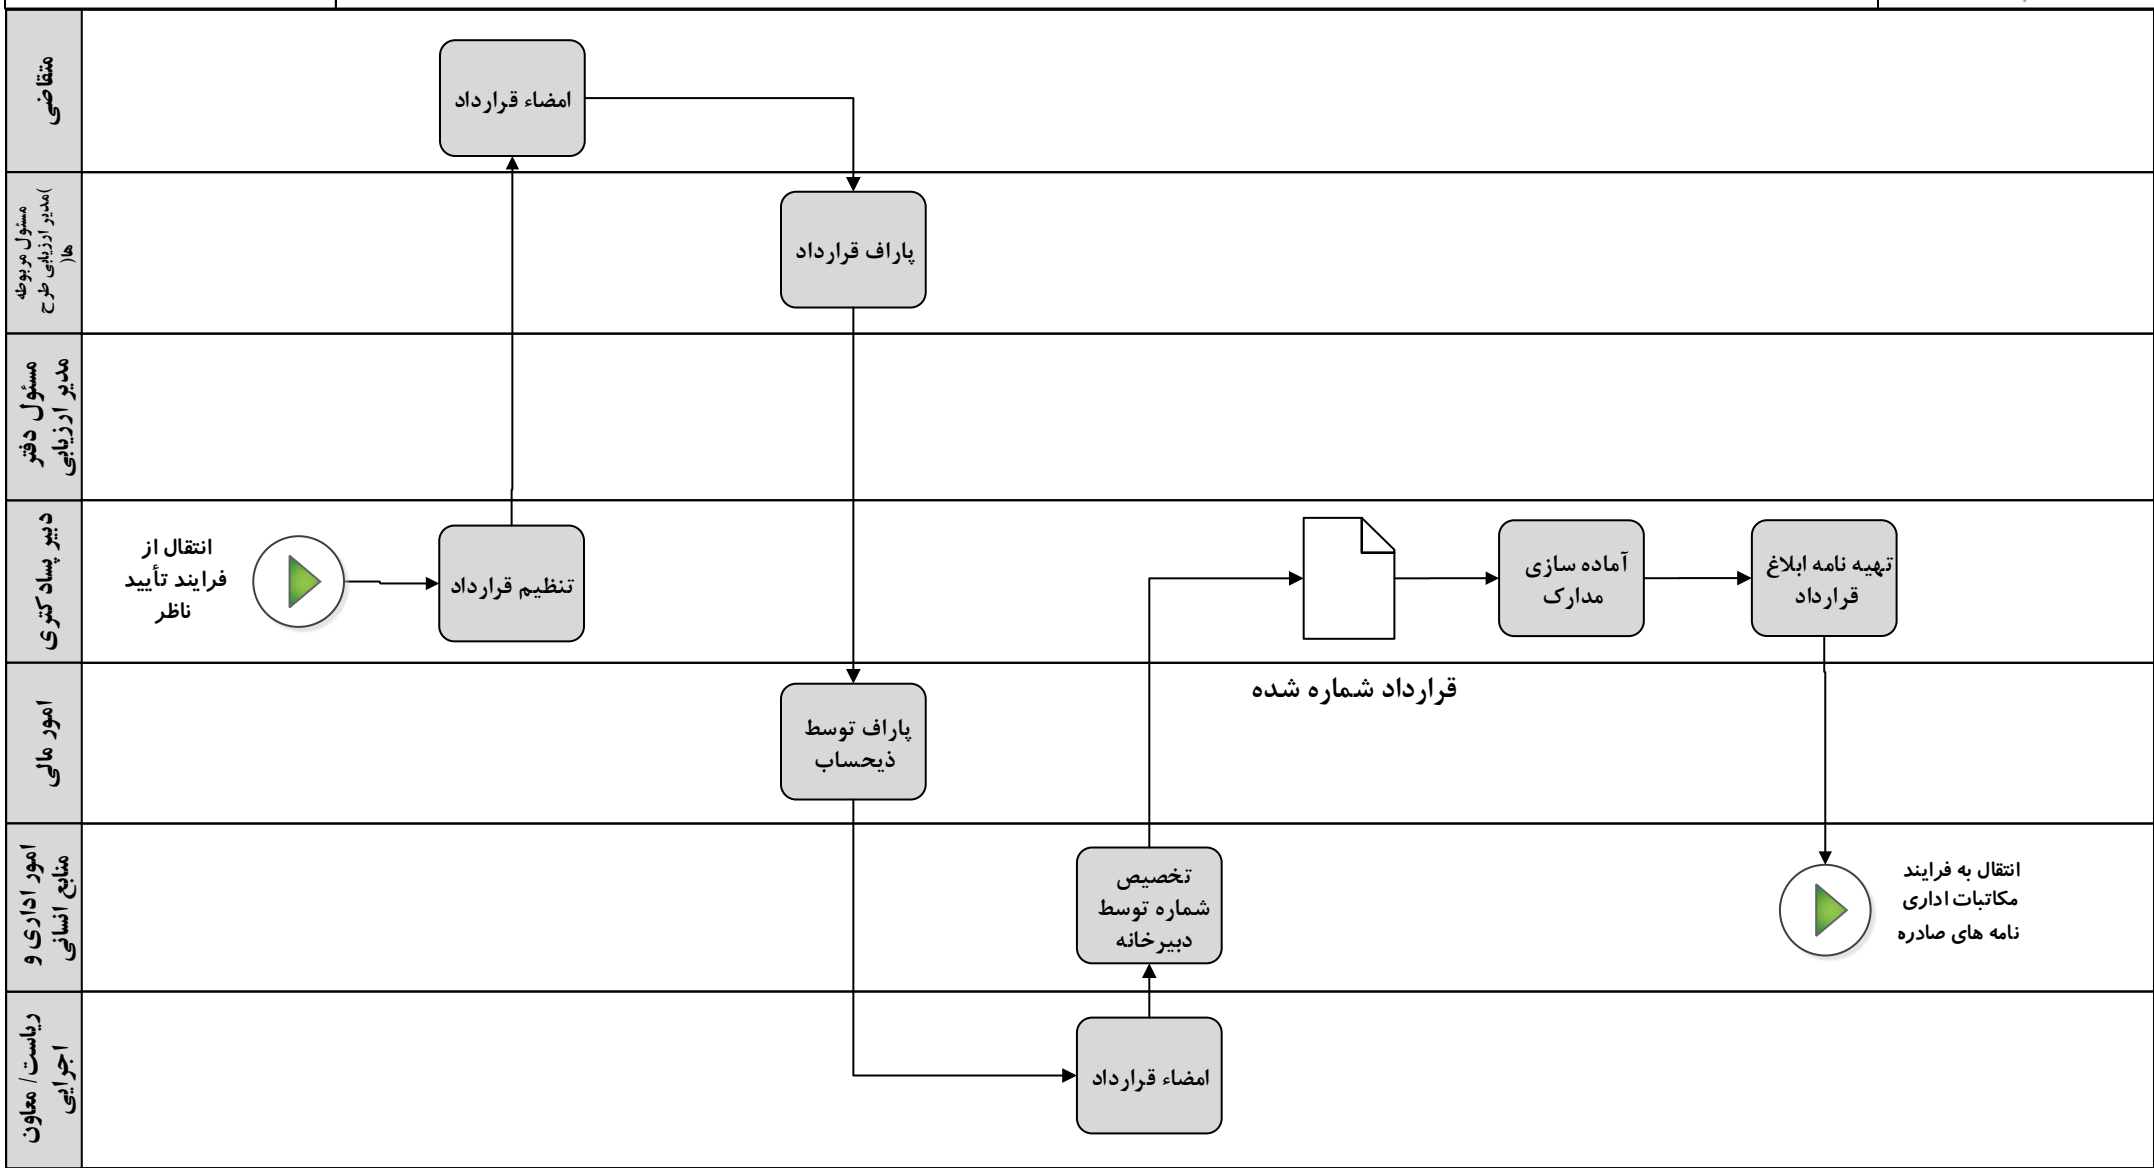 متقاضی
امضاء قرارداد
مسئول مربوطه
)مدیر ارزیابی طرح
ها(
پاراف قرارداد
مسئول دفتر
مدیر ارزیابی
دبیر پسادکتری
انتقال از
فرایند تأیید
ناظر
تنظیم قرارداد
آماده سازی
مدارک
تهیه نامه ابلاغ
قرارداد
امور مالی
پاراف توسط
ذیحساب
قرارداد شماره شده
امور اداری و
منابع انسانی
تخصیص
شماره توسط
دبیرخانه
انتقال به فرایند
مکاتبات اداری
نامه های صادره
ریاست/ معاون
اجرایی
امضاء قرارداد